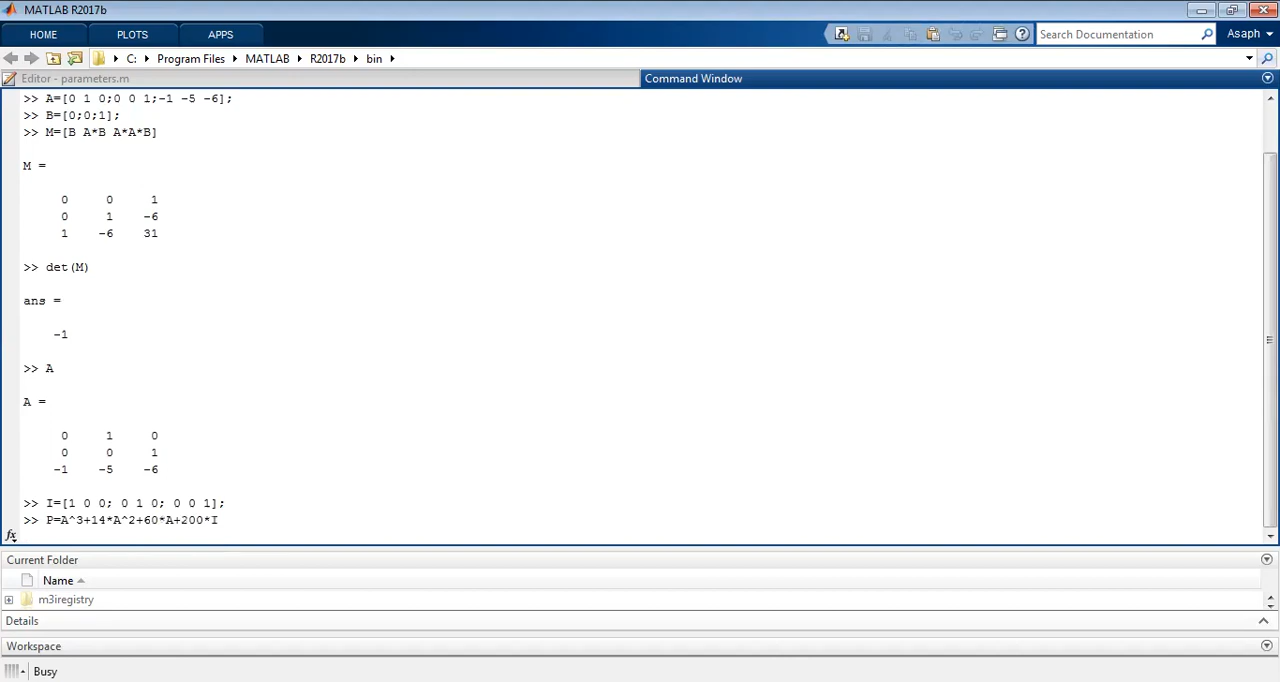 MATLAB R2017b
HOME PLOTS APPS Search Documentation Asaph
C: Program Files MATLAB R2017b bin
Editor - parameters.m Command Window
>> A=[0 1 0;0 0 1;-1 -5 -6];
>> B=[0;0;1];
>> M=[B A*B A*A*B]
M =
0 0 1
0 1 -6
1 -6 31
>> det(M)
ans =
-1
>> A
A =
0 1 0
0 0 1
-1 -5 -6
>> I=[1 0 0; 0 1 0; 0 0 1];
>> P=A^3+14*A^2+60*A+200*I
fx
Current Folder
Name
m3iregistry
Details
Workspace
Busy